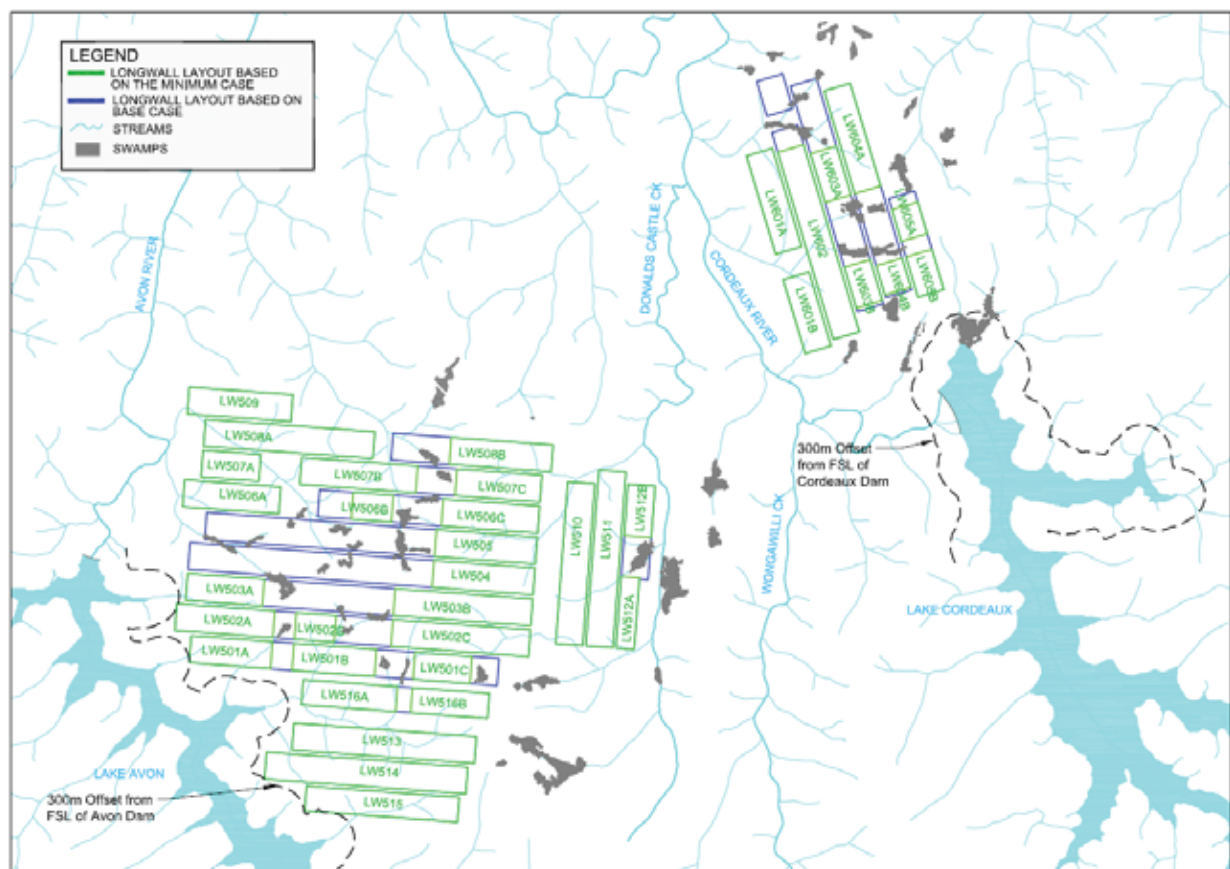 LEGEND
LONGWALL LAYOUT BASED
ON THE MINIMUM CASE
LONGWALL LAYOUT BASED ON
BASE CASE
STREAMS
SWAMPS
AVON RIVER
DONALDS CASTLE CK
CORDEAUX RIVER
WONGAWILLI CK
LW604A
LW603A
LW601A
LW602
LW605A
LW603B
LW604B
LW605B
LW601B
300m Offset
from FSL of
Cordeaux Dam
LAKE CORDEAUX
LW509
LW508A
LW508B
LW507A
LW507B
LW507C
LW506A
LW506B
LW506C
LW505
LW504
LW503A
LW503B
LW502A
LW502B
LW502C
LW501A
LW501B
LW501C
LW516A
LW516B
LW513
LW514
LW515
LW510
LW511
LW512B
LW512A
LAKE AVON
300m Offset from
FSL of Avon Dam